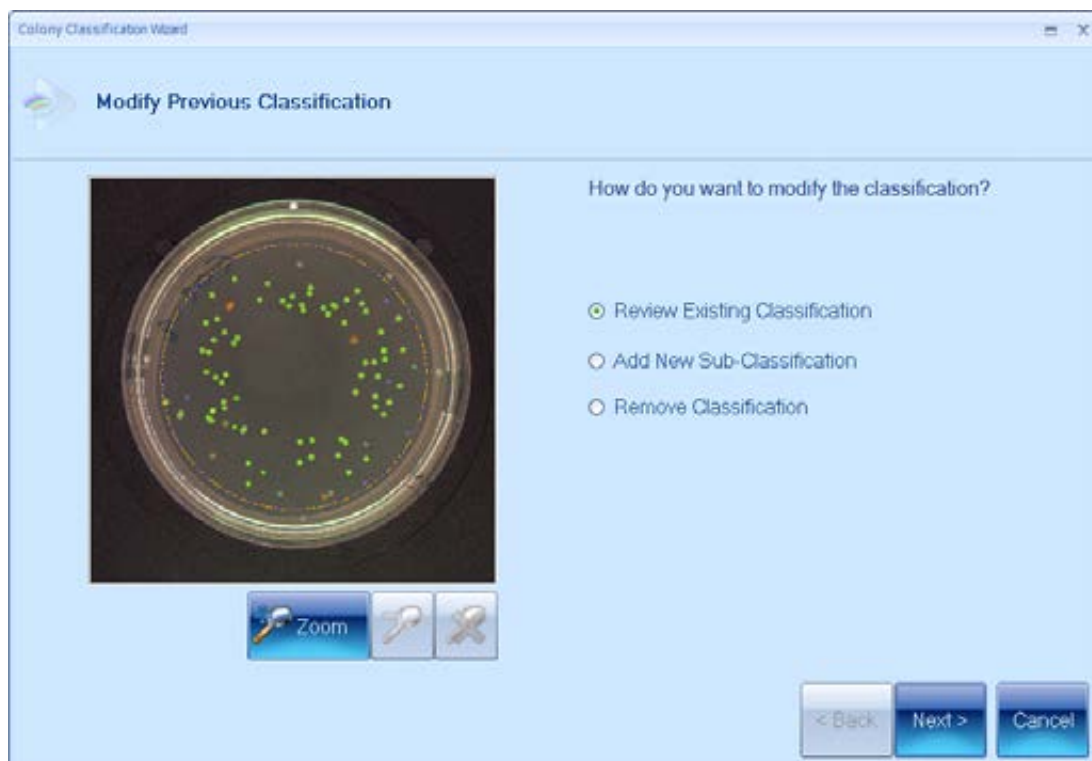 Colony Classification Wizard
Modify Previous Classification
How do you want to modify the classification?
Review Existing Classification
Add New Sub-Classification
Remove Classification
Zoom
< Back
Next >
Cancel